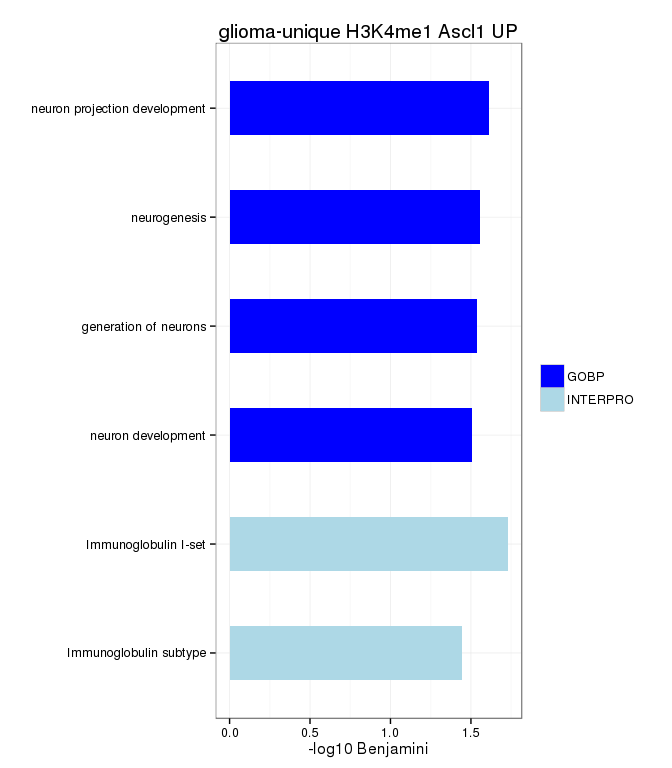 glioma-unique H3K4me1 Ascl1 UP
neuron projection development
neurogenesis
generation of neurons
neuron development
Immunoglobulin I-set
Immunoglobulin subtype
GOBP
INTERPRO
0.0 0.5 1.0 1.5
-log10 Benjamini